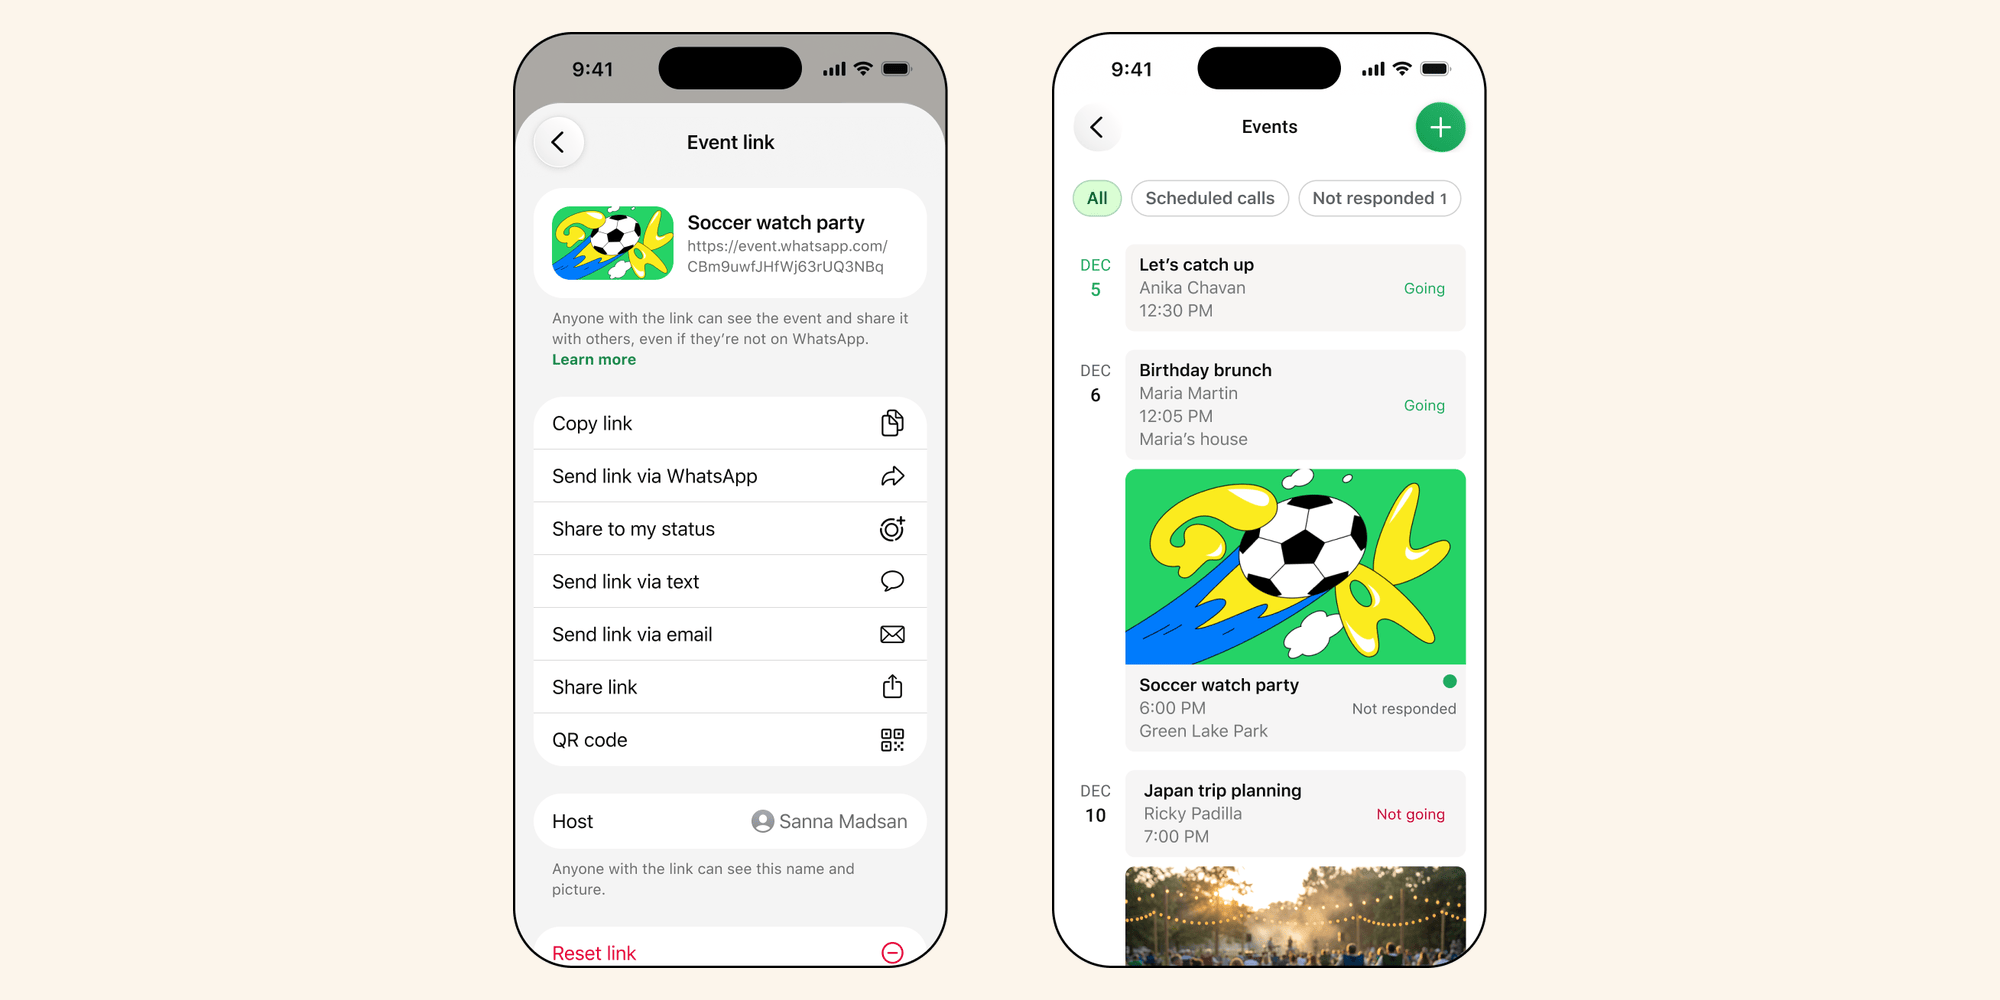 9:41
Event link
Soccer watch party
https://event.whatsapp.com/
CBm9uwfJHfWj63rUQ3NBq
Anyone with the link can see the event and share it
with others, even if they’re not on WhatsApp.
Learn more
Copy link
Send link via WhatsApp
Share to my status
Send link via text
Send link via email
Share link
QR code
Host
Sanna Madsan
Anyone with the link can see this name and
picture.
Reset link
9:41
Events
All
Scheduled calls
Not responded 1
DEC
5
Let’s catch up
Anika Chavan
12:30 PM
Going
DEC
6
Birthday brunch
Maria Martin
12:05 PM
Maria’s house
Going
Soccer watch party
6:00 PM
Not responded
Green Lake Park
DEC
10
Japan trip planning
Ricky Padilla
7:00 PM
Not going